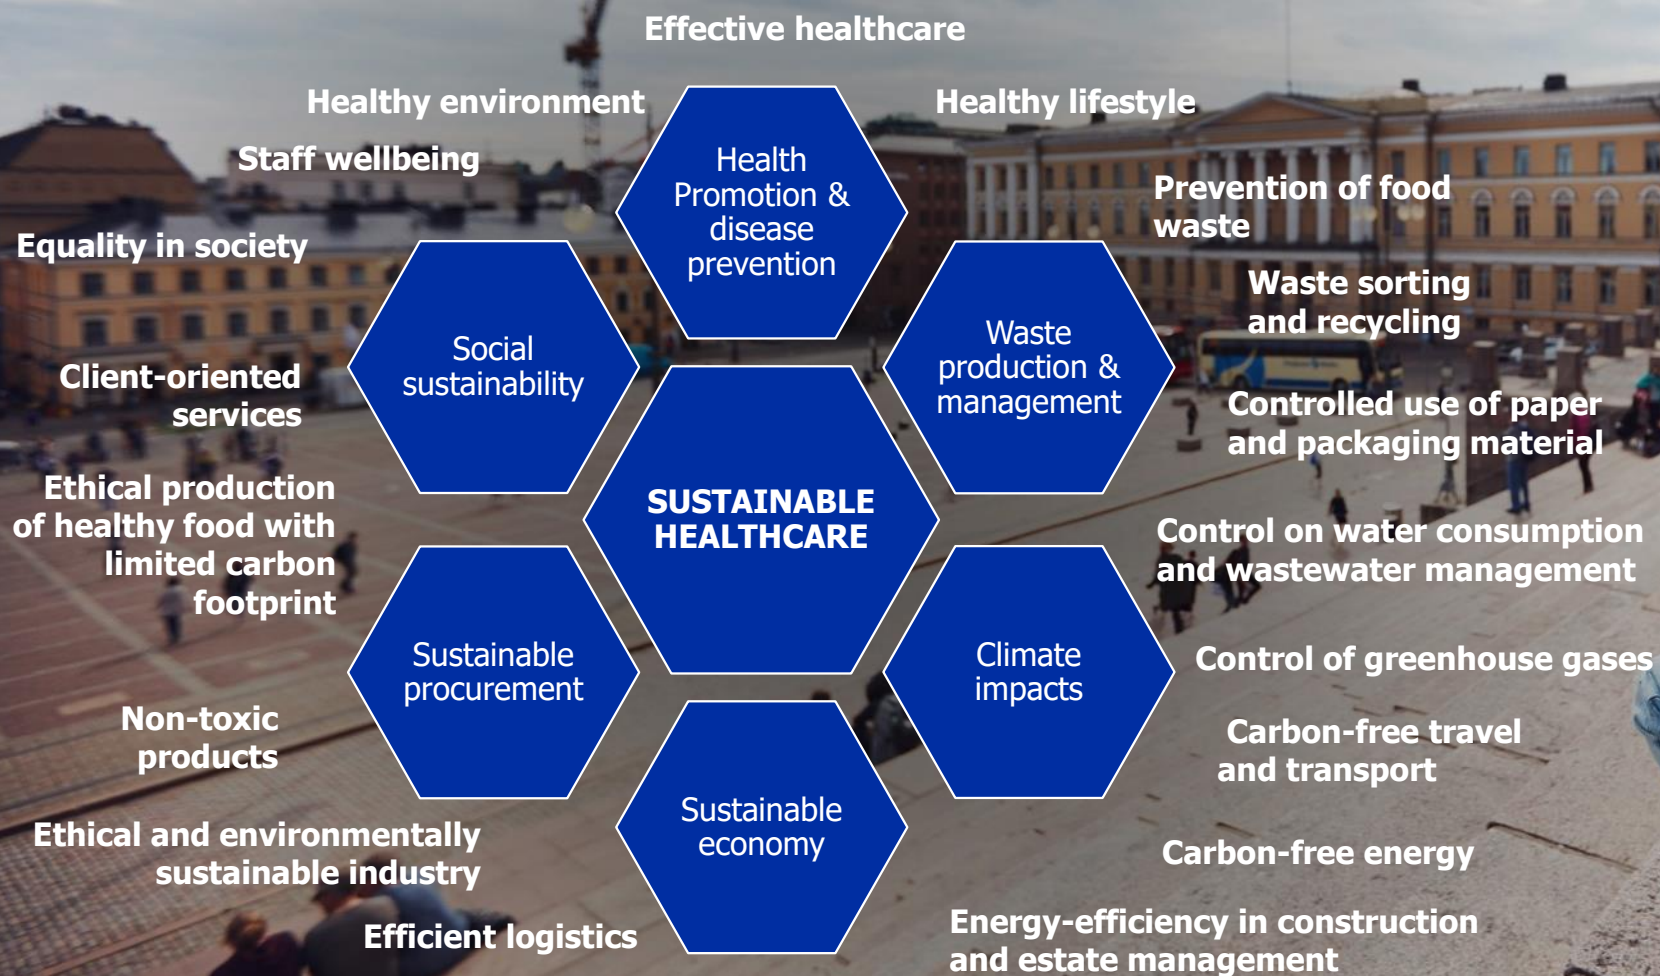 Effective healthcare
Healthy environment
Healthy lifestyle
Staff wellbeing
Health
Promotion &
disease
prevention
Prevention of food
waste
Equality in society
Waste sorting
and recycling
Social
sustainability
Waste
production &
management
Client-oriented
services
Controlled use of paper
and packaging material
Ethical production
of healthy food with
limited carbon
footprint
SUSTAINABLE
HEALTHCARE
Control on water consumption
and wastewater management
Sustainable
procurement
Climate
impacts
Control of greenhouse gases
Non-toxic
products
Carbon-free travel
and transport
Sustainable
economy
Ethical and environmentally
sustainable industry
Carbon-free energy
Efficient logistics
Energy-efficiency in construction
and estate management